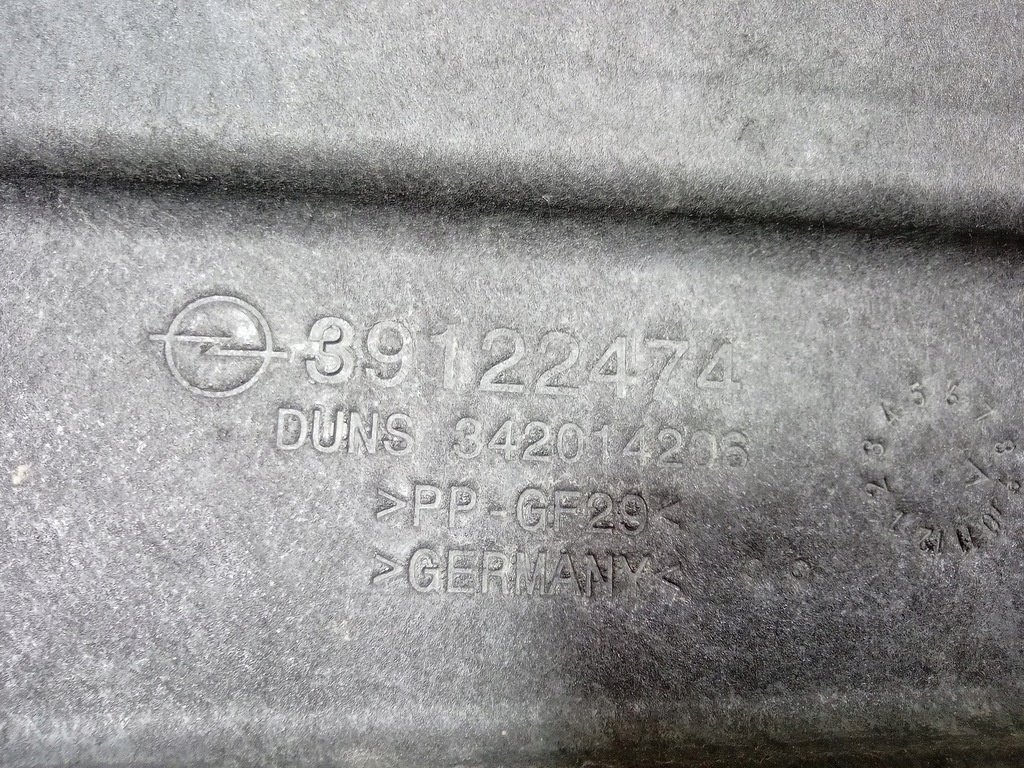 39122474
DUNS 342014206
>PP-GF29<
>GERMANY<